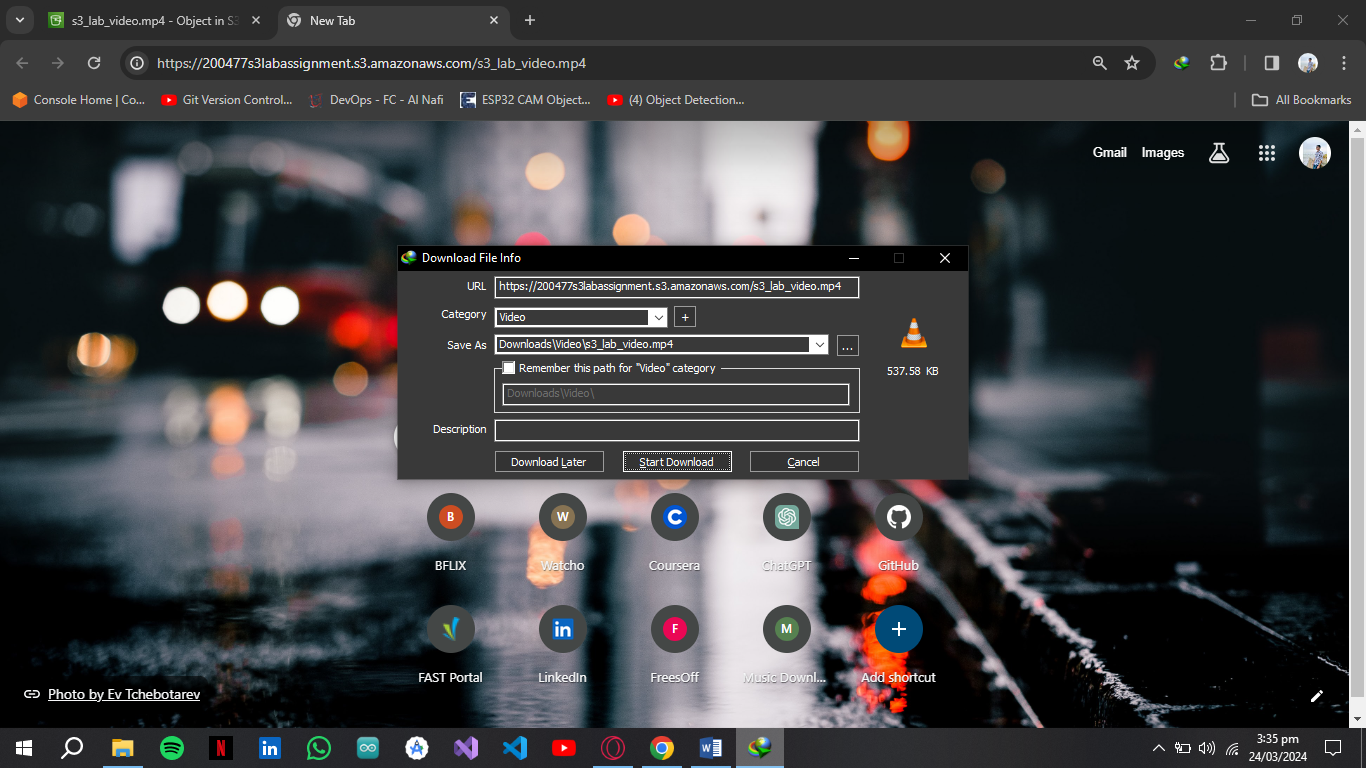 s3_lab_video.mp4 - Object in S3
New Tab
https://200477s3labassignment.s3.amazonaws.com/s3_lab_video.mp4
Console Home | Co...
Git Version Control...
DevOps - FC - Al Nafi
ESP32 CAM Object...
(4) Object Detection...
All Bookmarks
Gmail
Images
Download File Info
URL
https://200477s3labassignment.s3.amazonaws.com/s3_lab_video.mp4
Category
Video
+
Save As
Downloads\Video\s3_lab_video.mp4
...
537.58 KB
Remember this path for "Video" category
Downloads\Video\
Description
Download Later
Start Download
Cancel
B
W
BFLIX
Watcho
Coursera
ChatGPT
GitHub
in
F
M
FAST Portal
LinkedIn
FreesOff
Music Downl...
Add shortcut
Photo by Ev Tchebotarev
3:35 pm
24/03/2024